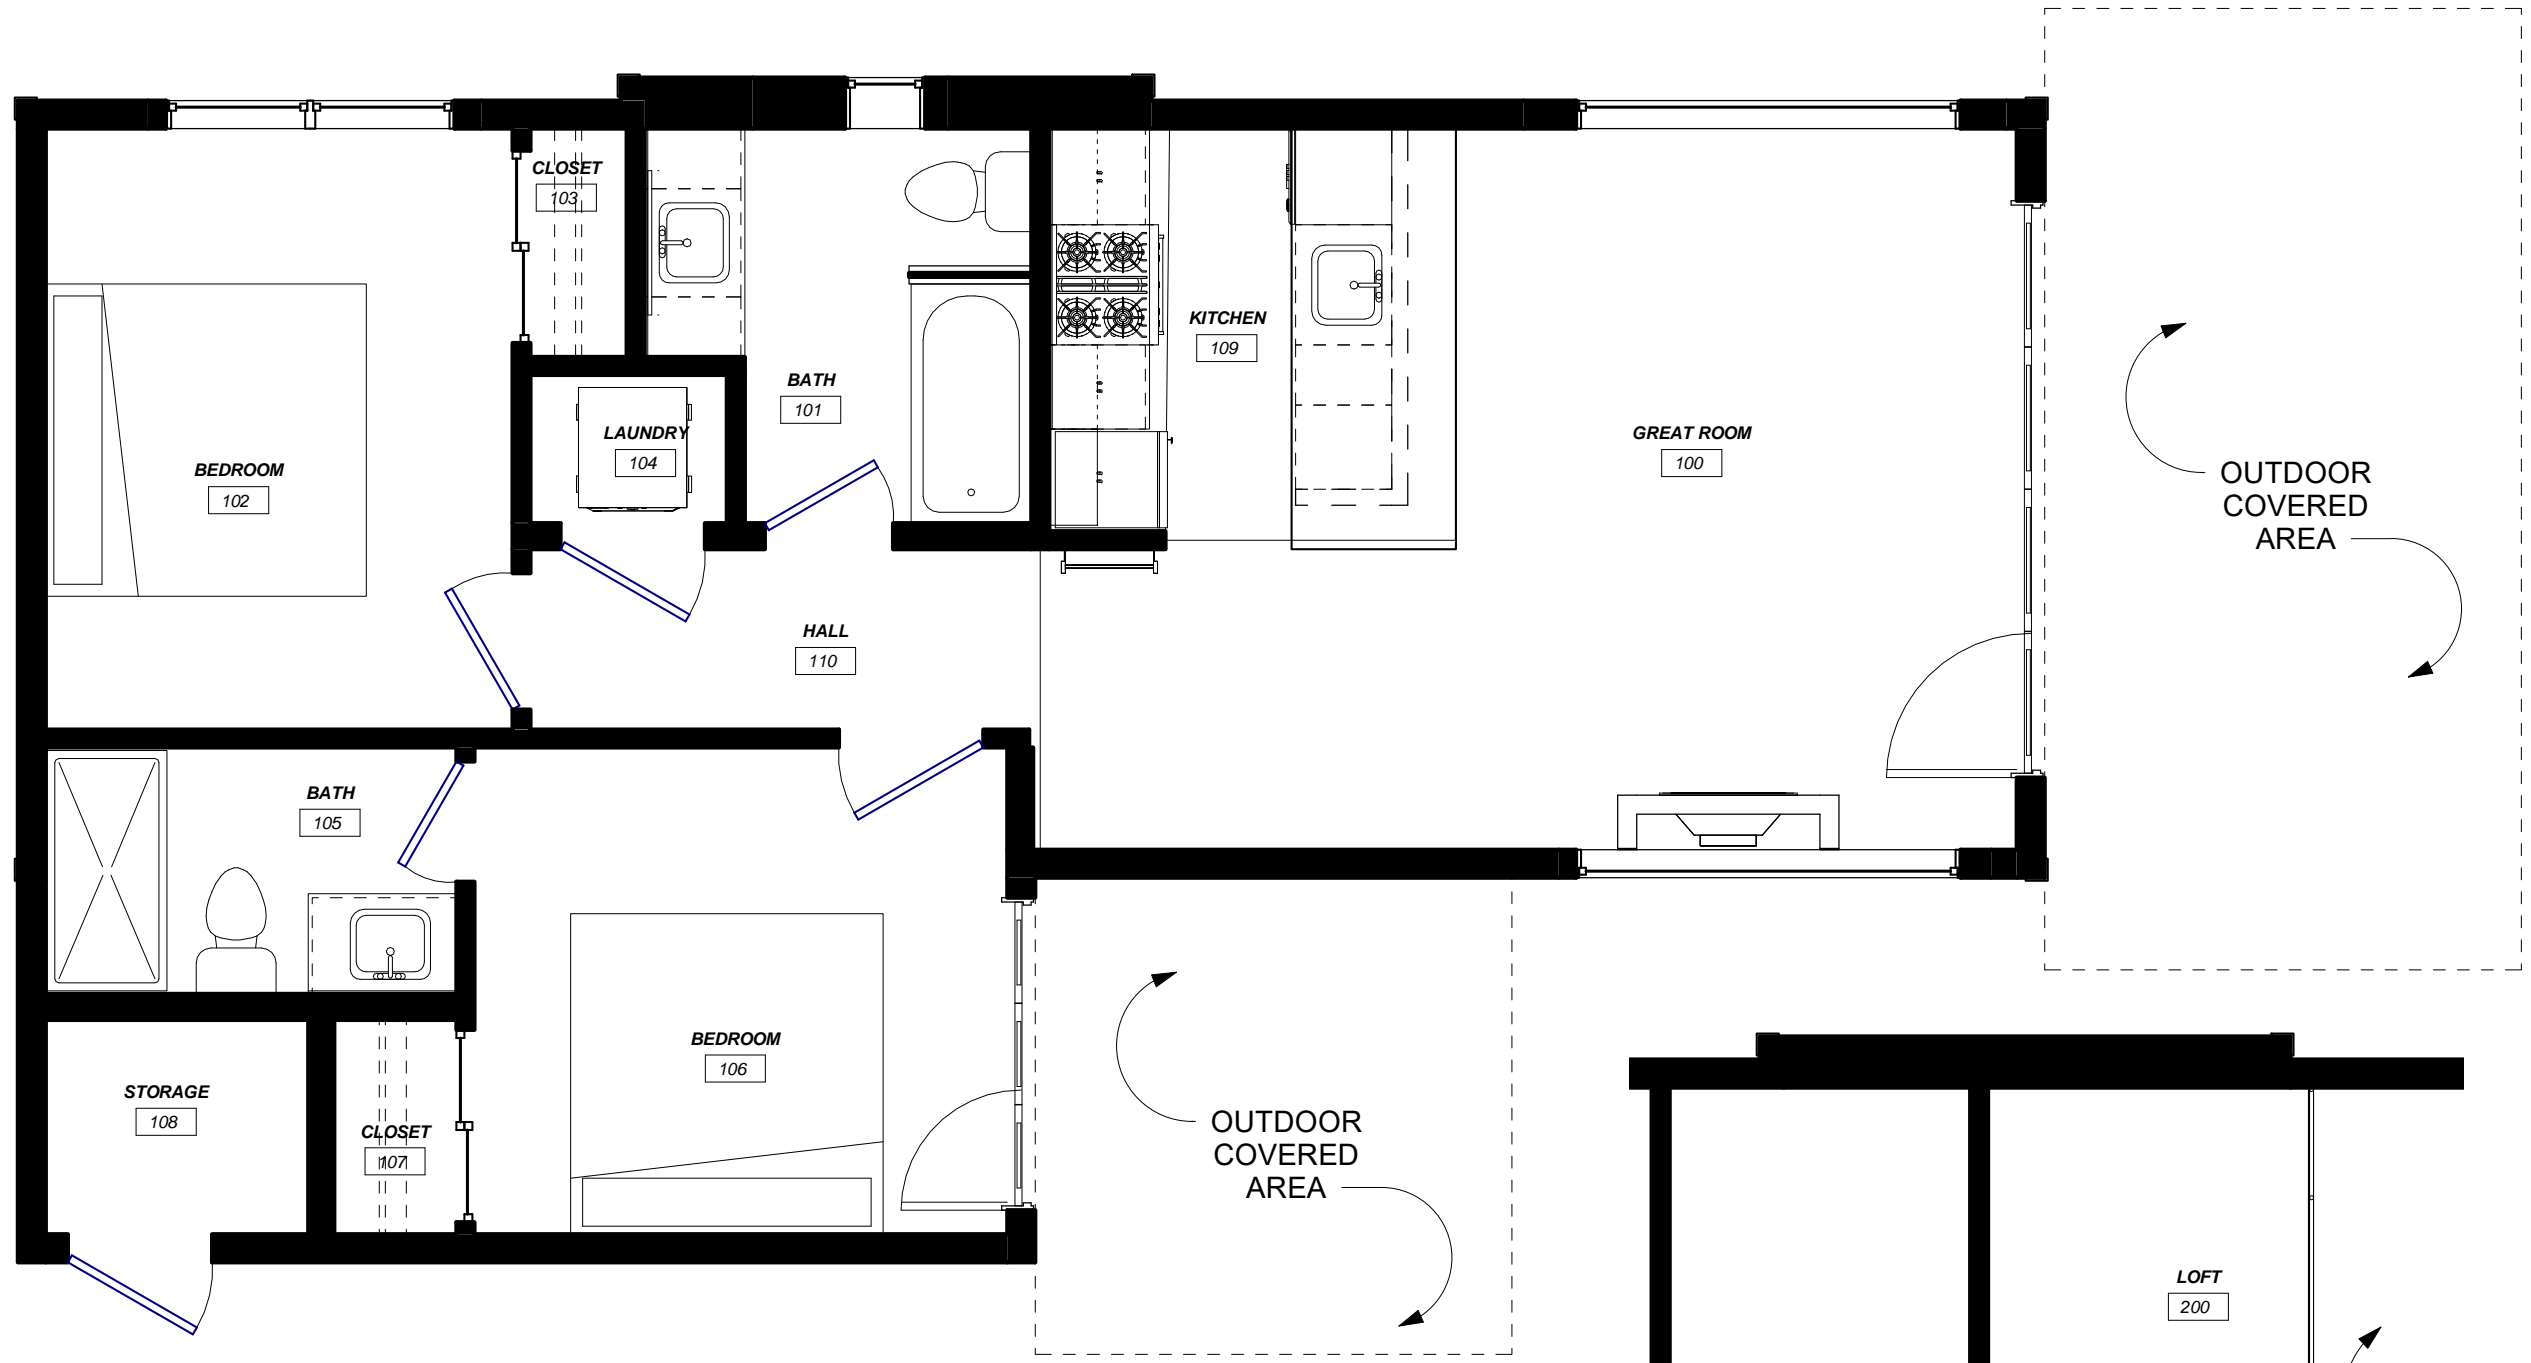 CLOSET
103
BATH
101
LAUNDRY
104
BEDROOM
102
KITCHEN
109
GREAT ROOM
100
OUTDOOR
COVERED
AREA
HALL
110
BATH
105
BEDROOM
106
STORAGE
108
CLOSET
107
OUTDOOR
COVERED
AREA
LOFT
200